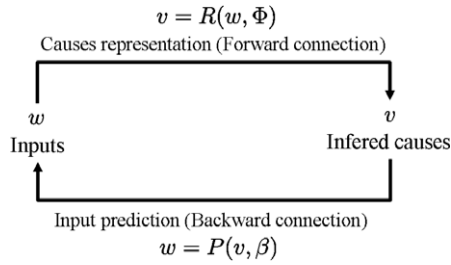 v = R(w, Φ)
Causes representation (Forward connection)
w
Inputs
v
Infered causes
Input prediction (Backward connection)
w = P(v, β)